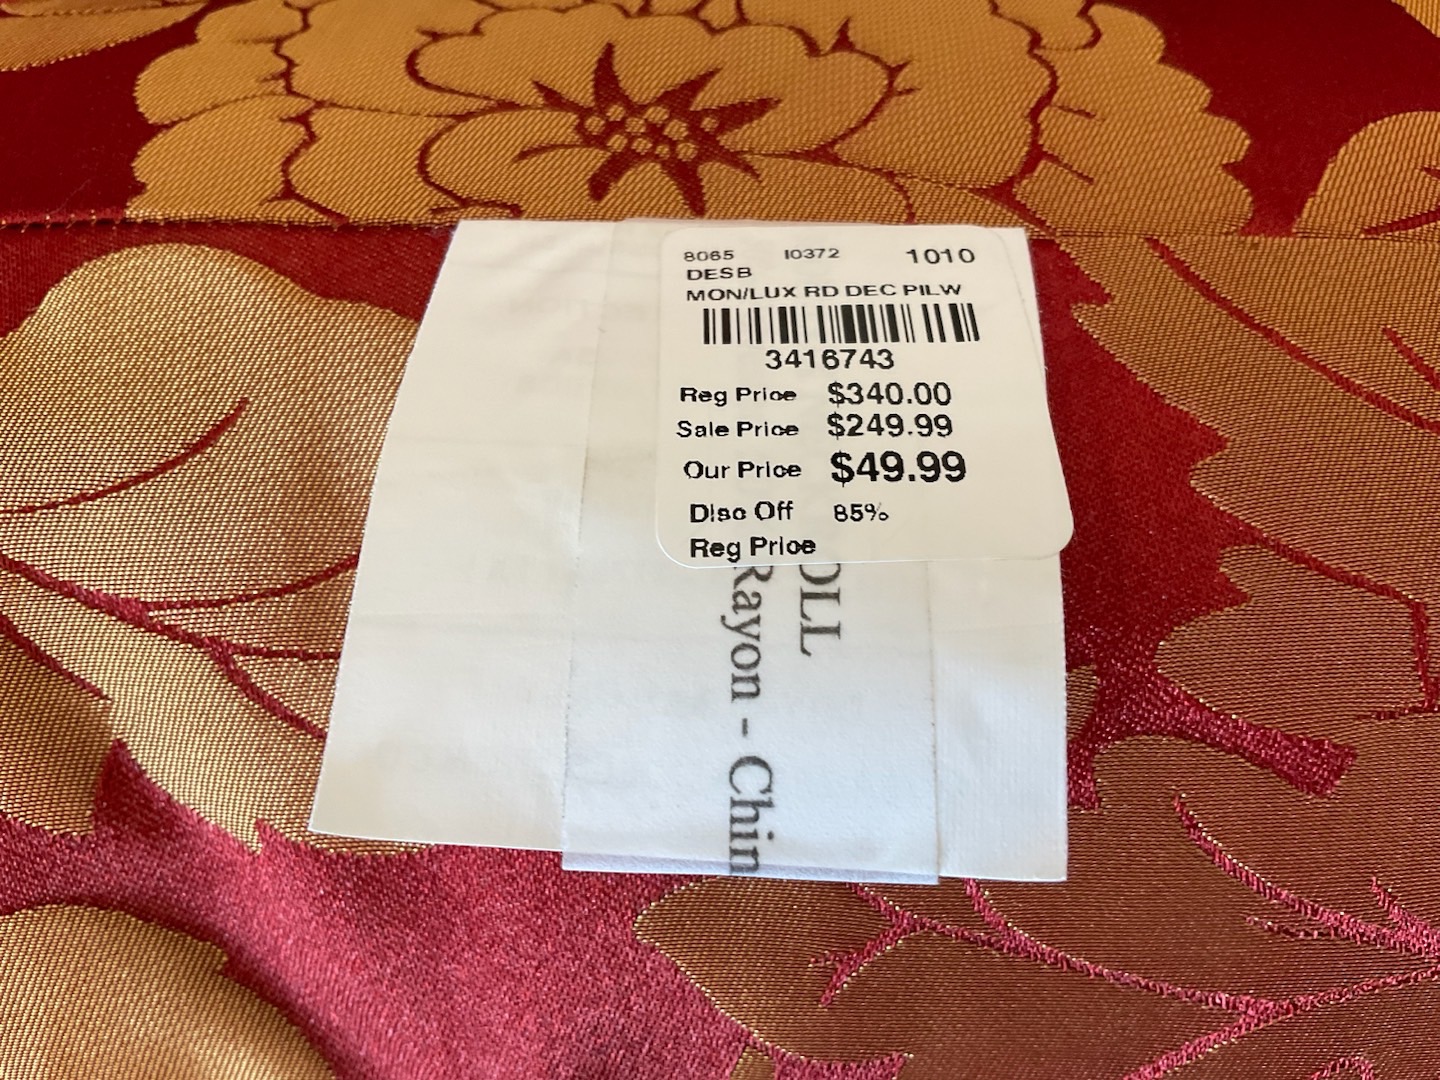 8065 I0372 1010
DESB
MON/LUX RD DEC PILW
3416743
Reg Price $340.00
Sale Price $249.99
Our Price $49.99
Disc Off 85%
Reg Price
OLL
Rayon - Chin